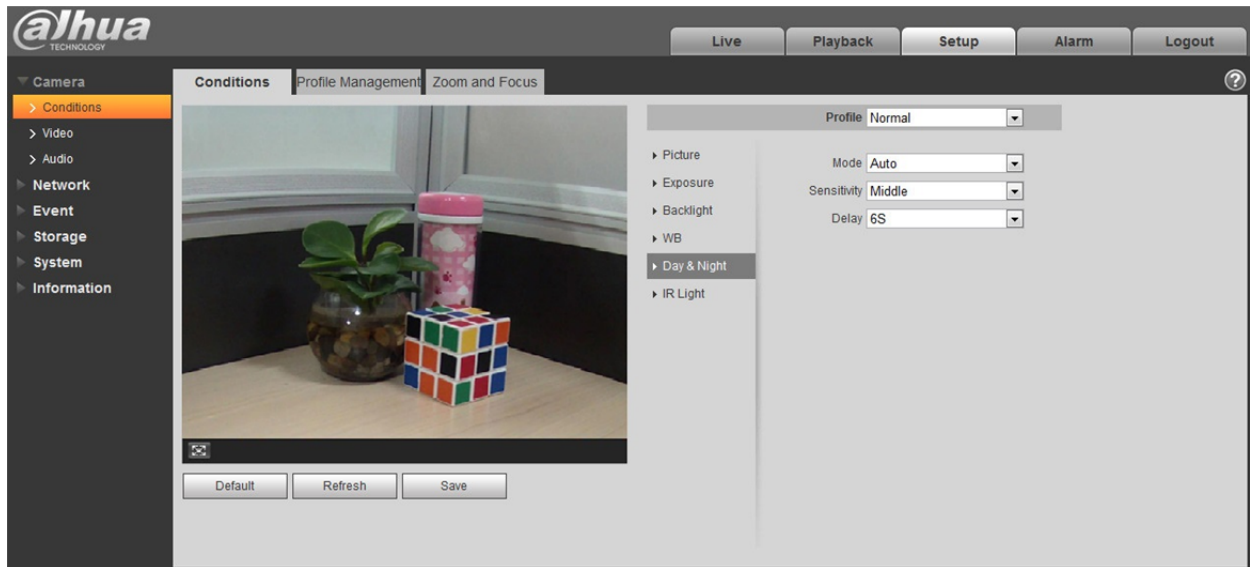 alhua
TECHNOLOGY
Live
Playback
Setup
Alarm
Logout
Camera
Conditions
Video
Audio
Network
Event
Storage
System
Information
Conditions
Profile Management
Zoom and Focus
?
Profile Normal
Picture
Exposure
Backlight
WB
Day & Night
IR Light
Mode Auto
Sensitivity Middle
Delay 6S
Default
Refresh
Save